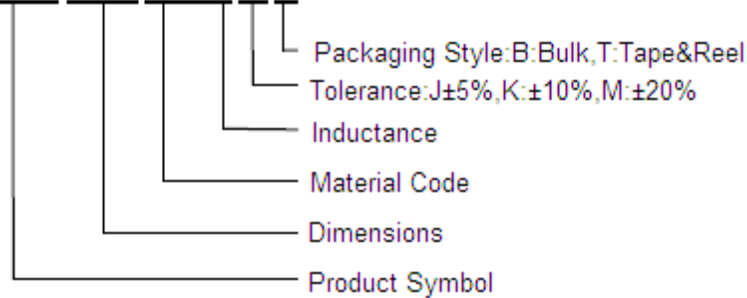 Packaging Style:B:Bulk,T:Tape&Reel
Tolerance:J±5%,K:±10%,M:±20%
Inductance
Material Code
Dimensions
Product Symbol